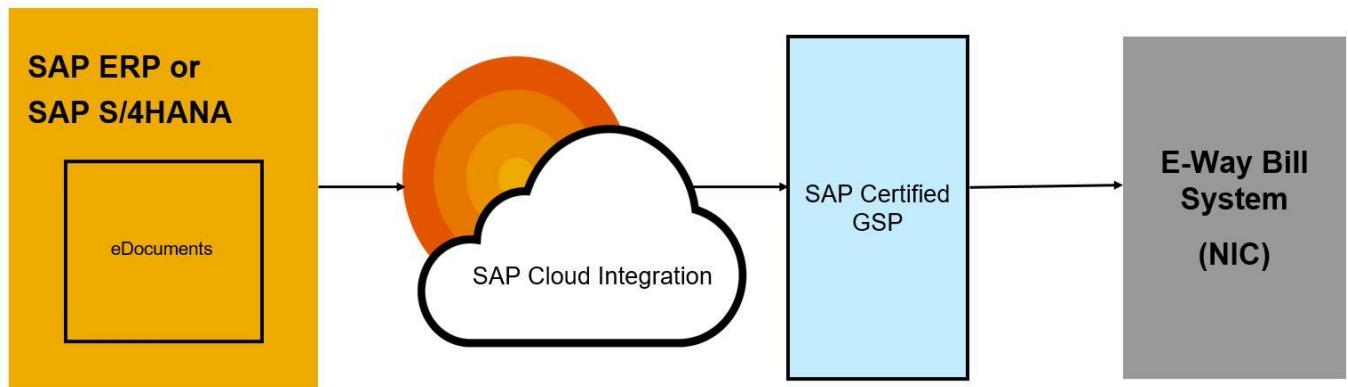 SAP ERP or
SAP S/4HANA
eDocuments
SAP Cloud Integration
SAP Certified
GSP
E-Way Bill
System
(NIC)